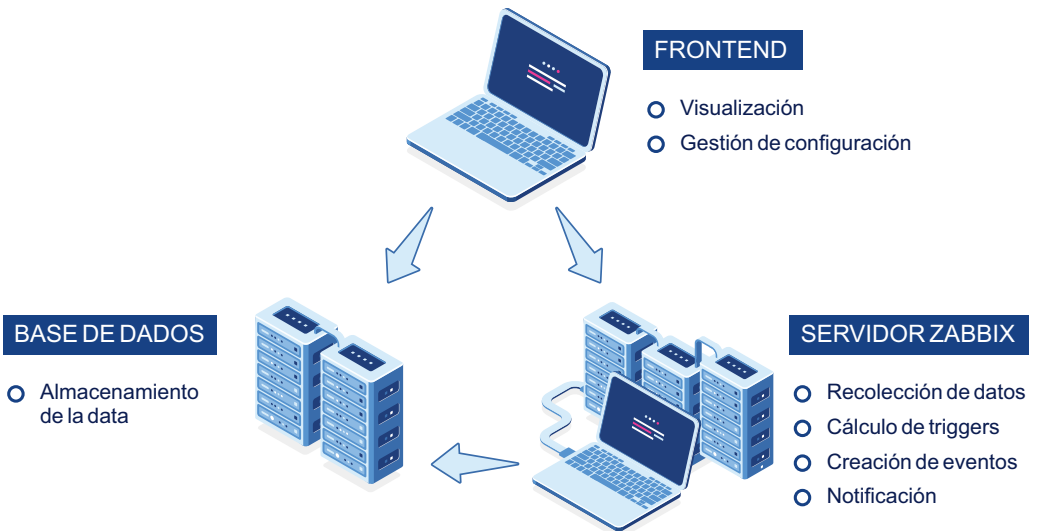 FRONTEND
Visualización
Gestión de configuración
BASE DE DADOS
Almacenamiento
de la data
SERVIDOR ZABBIX
Recolección de datos
Cálculo de triggers
Creación de eventos
Notificación